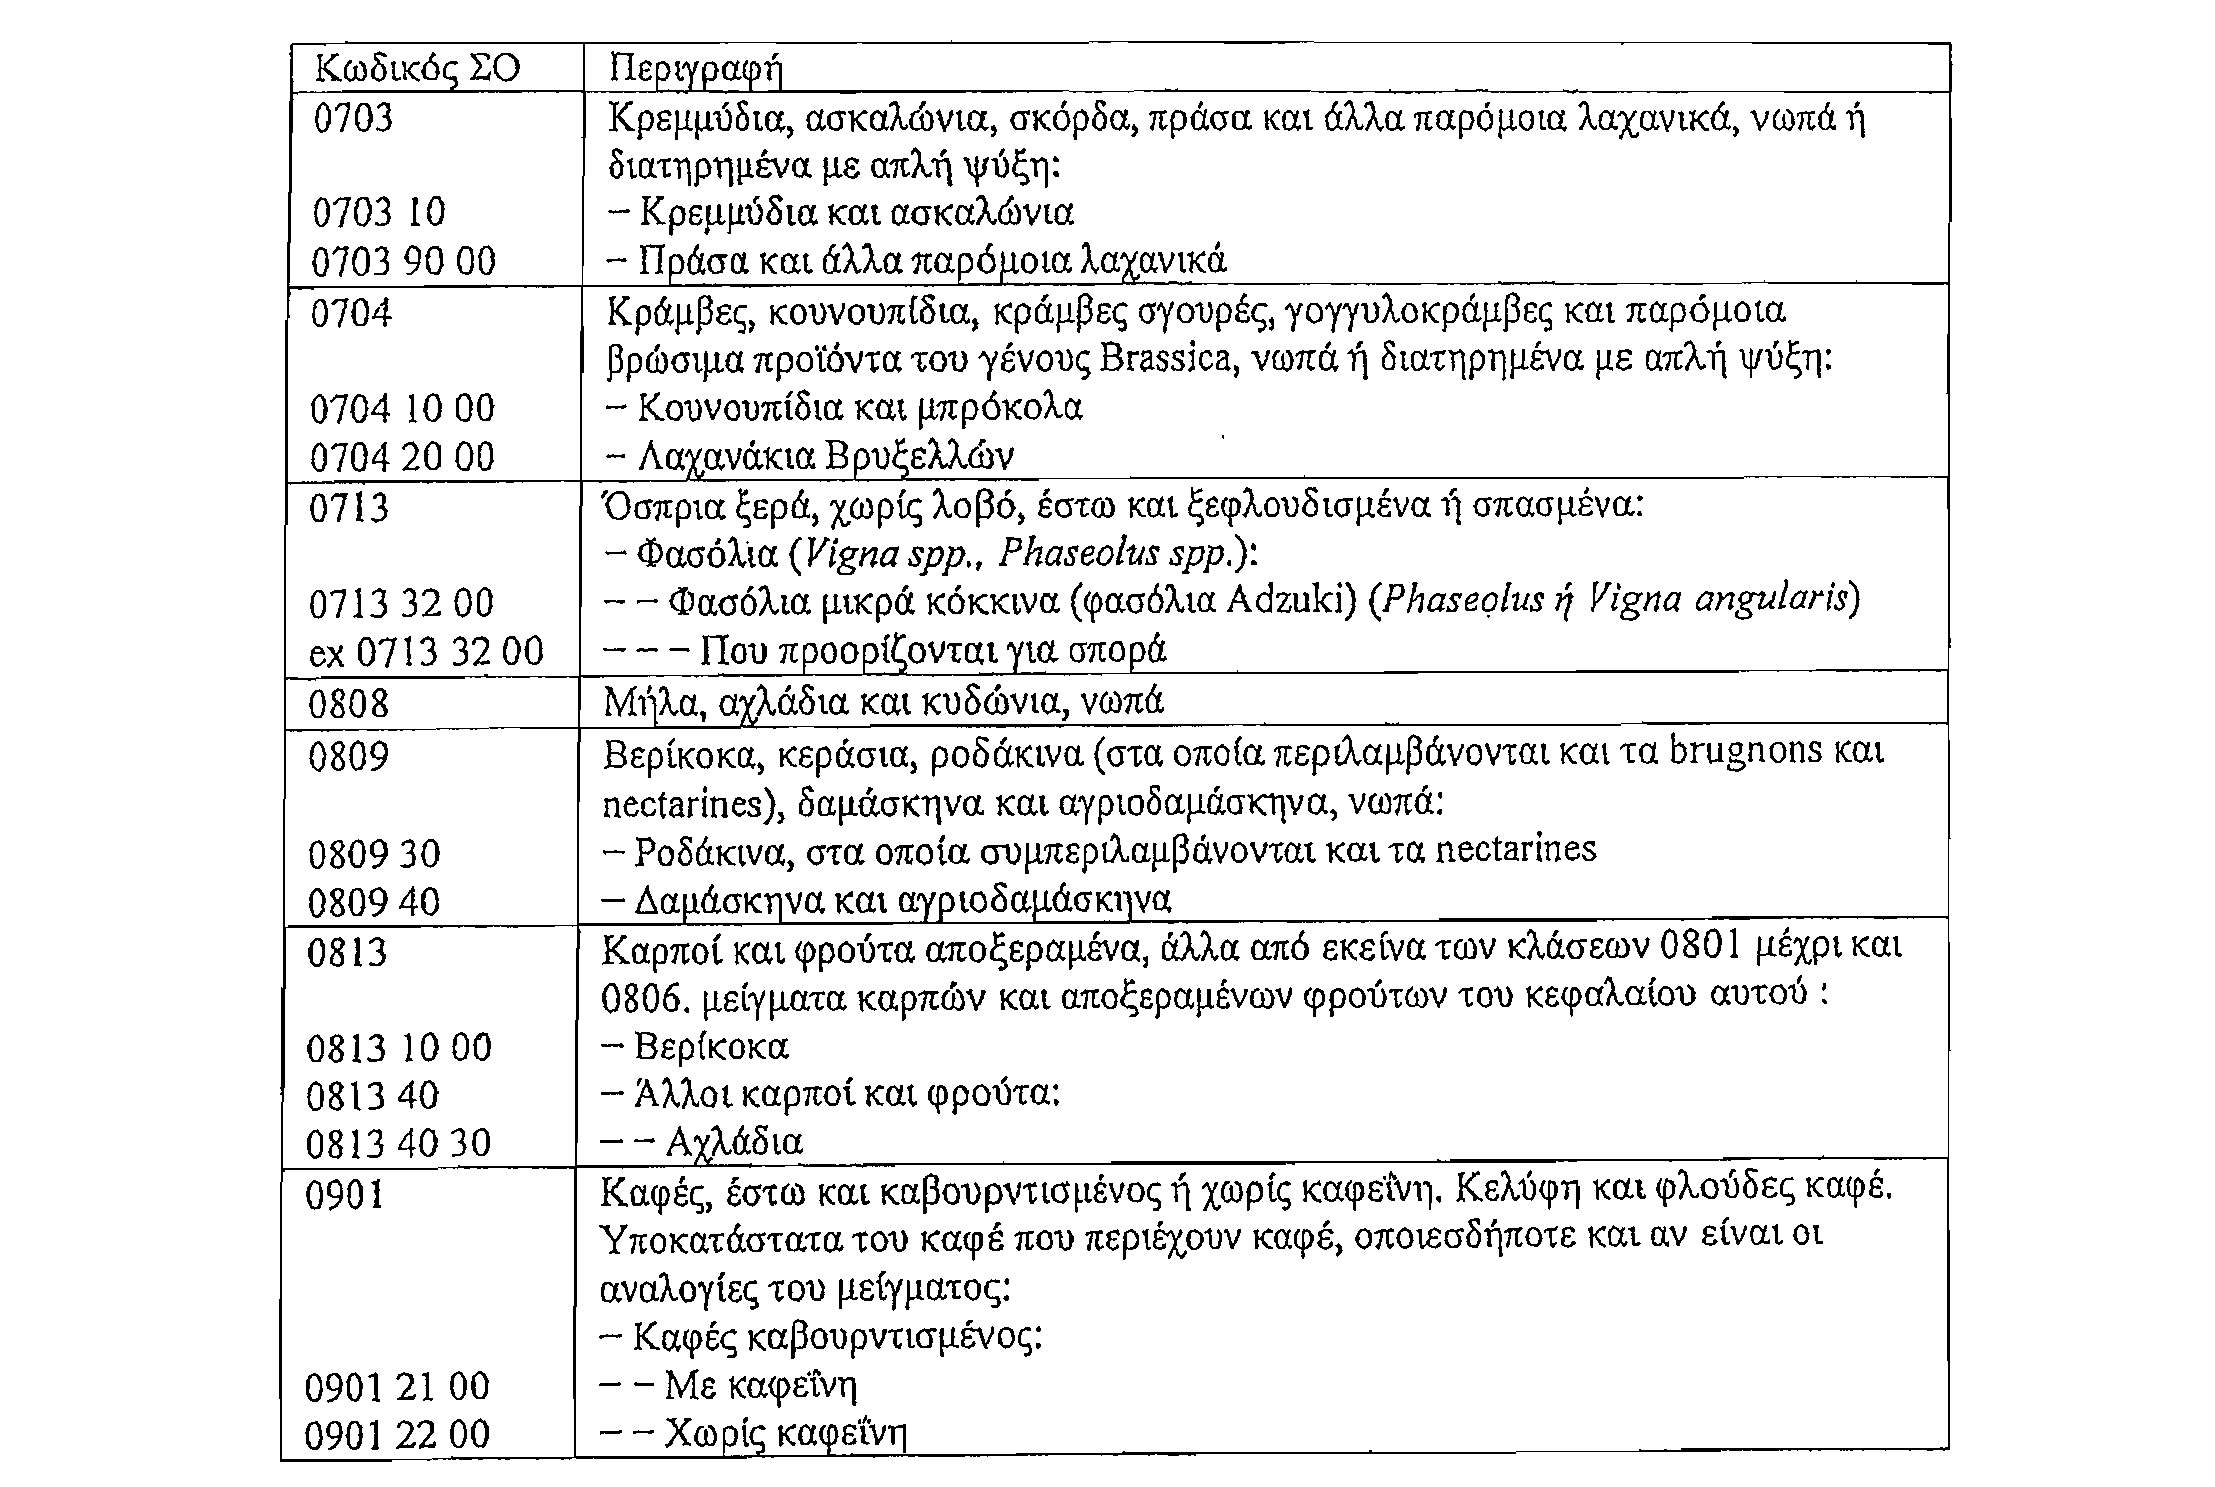 Κωδικός ΣΟ Περιγραφή
0703 Κρεμμύδια, ασκαλώνια, σκόρδα, πράσα και άλλα παρόμοια λαχανικά, νωπά ή
διατηρημένα με απλή ψύξη:
0703 10 – Κρεμμύδια και ασκαλώνια
0703 90 00 – Πράσα και άλλα παρόμοια λαχανικά
0704 Κράμβες, κουνουπίδια, κράμβες σγουρές, γογγυλοκράμβες και παρόμοια
βρώσιμα προϊόντα του γένους Brassica, νωπά ή διατηρημένα με απλή ψύξη:
0704 10 00 – Κουνουπίδια και μπρόκολα
0704 20 00 – Λαχανάκια Βρυξελλών
0713 Όσπρια ξερά, χωρίς λοβό, έστω και ξεφλουδισμένα ή σπασμένα:
– Φασόλια (Vigna spp., Phaseolus spp.):
0713 32 00 – – Φασόλια μικρά κόκκινα (φασόλια Adzuki) (Phaseolus ή Vigna angularis)
ex 0713 32 00 – – – Που προορίζονται για σπορά
0808 Μήλα, αχλάδια και κυδώνια, νωπά
0809 Βερίκοκα, κεράσια, ροδάκινα (στα οποία περιλαμβάνονται και τα brugnons και
nectarines), δαμάσκηνα και αγριοδαμάσκηνα, νωπά:
0809 30 – Ροδάκινα, στα οποία συμπεριλαμβάνονται και τα nectarines
0809 40 – Δαμάσκηνα και αγριοδαμάσκηνα
0813 Καρποί και φρούτα αποξεραμένα, άλλα από εκείνα των κλάσεων 0801 μέχρι και
0806. μείγματα καρπών και αποξεραμένων φρούτων του κεφαλαίου αυτού :
0813 10 00 – Βερίκοκα
0813 40 – Άλλοι καρποί και φρούτα:
0813 40 30 – – Αχλάδια
0901 Καφές, έστω και καβουρντισμένος ή χωρίς καφεΐνη. Κελύφη και φλούδες καφέ.
Υποκατάστατα του καφέ που περιέχουν καφέ, οποιεσδήποτε και αν είναι οι
αναλογίες του μείγματος:
– Καφές καβουρντισμένος:
0901 21 00 – – Με καφεΐνη
0901 22 00 – – Χωρίς καφεΐνη